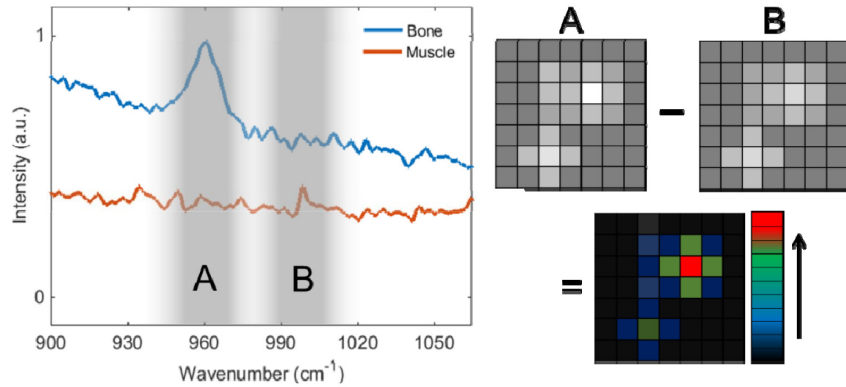 A
B
1
Bone
Muscle
Intensity (a.u.)
A
B
0
900
930
960
990
1020
1050
Wavenumber (cm⁻¹)
−
=